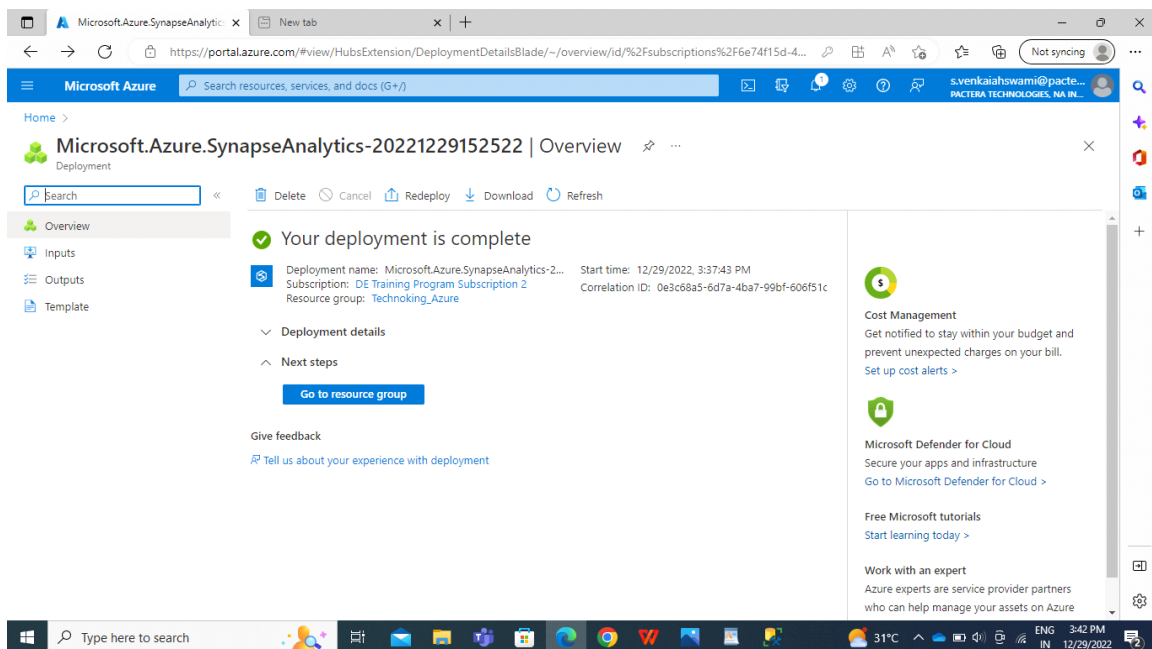 Microsoft.Azure.SynapseAnalytic
New tab
https://portal.azure.com/#view/HubsExtension/DeploymentDetailsBlade/~/overview/id/%2Fsubscriptions%2F6e74f15d-4...
Not syncing
Microsoft Azure
Search resources, services, and docs (G+/)
1
s.venkaiahswami@pacte...
PACTERA TECHNOLOGIES, NA IN...
Home >
Microsoft.Azure.SynapseAnalytics-20221229152522 | Overview
Deployment
Search
«
Delete
Cancel
Redeploy
Download
Refresh
Overview
Inputs
Outputs
Template
Your deployment is complete
Deployment name: Microsoft.Azure.SynapseAnalytics-2...
Subscription: DE Training Program Subscription 2
Resource group: Technoking_Azure
Start time: 12/29/2022, 3:37:43 PM
Correlation ID: 0e3c68a5-6d7a-4ba7-99bf-606f51c
Deployment details
Next steps
Go to resource group
Give feedback
Tell us about your experience with deployment
Cost Management
Get notified to stay within your budget and
prevent unexpected charges on your bill.
Set up cost alerts >
Microsoft Defender for Cloud
Secure your apps and infrastructure
Go to Microsoft Defender for Cloud >
Free Microsoft tutorials
Start learning today >
Work with an expert
Azure experts are service provider partners
who can help manage your assets on Azure
Type here to search
31°C
ENG
IN
3:42 PM
12/29/2022
2